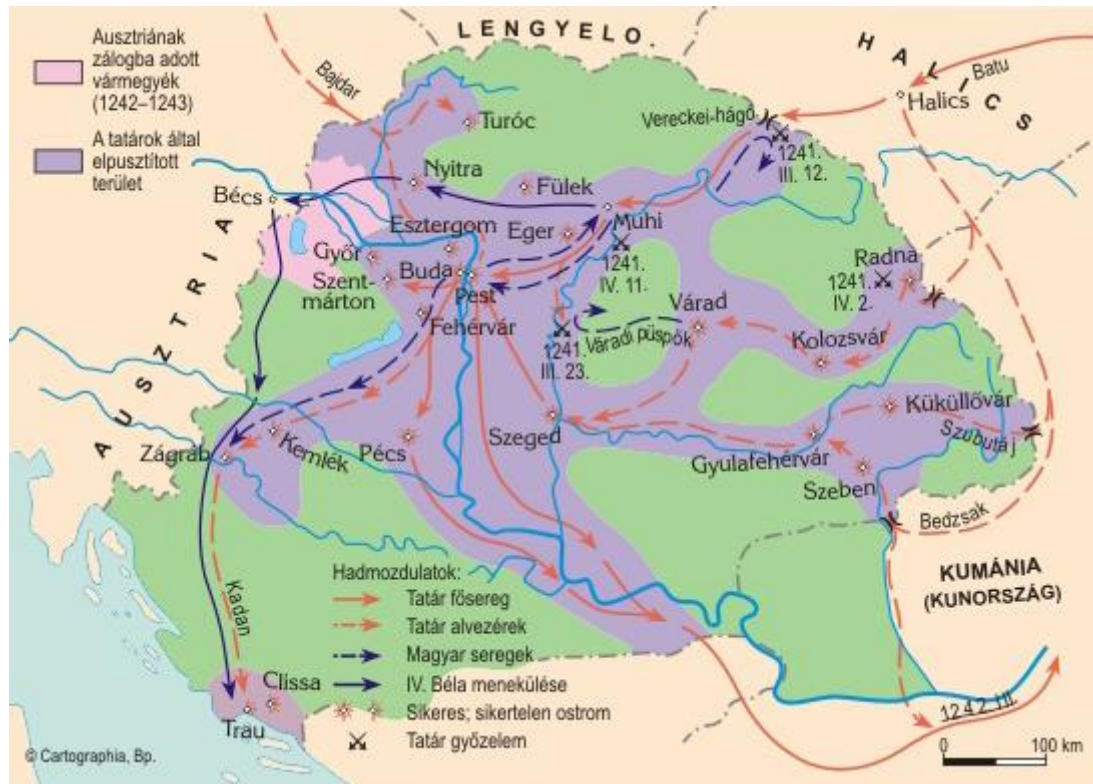 LENGYELO.
HALICS
Ausztriának
zálogba adott
vármegyék
(1242–1243)
A tatárok által
elpusztított
terület
Bajdar
Batu
Halics
Turóc
Vereckei-hágó
1241.
III. 12.
Nyitra
Fülek
Bécs
Esztergom
Eger
Muhi
1241.
IV. 11.
Győr
Buda
Szent-
márton
Pest
Fehérvár
Radna
1241.
IV. 2.
Várad
Váradi püspök
1241.
III. 23.
Kolozsvár
AUSZTRIA
Zágráb
Kemlék
Pécs
Szeged
Küküllővár
Szubutáj
Gyulafehérvár
Szeben
Bedzsak
KUMÁNIA
(KUNORSZÁG)
Kadan
Clissa
Trau
Hadmozdulatok:
Tatár fősereg
Tatár alvezérek
Magyar seregek
IV. Béla menekülése
Sikeres; sikertelen ostrom
Tatár győzelem
1242. III.
© Cartographia, Bp.
0 100 km